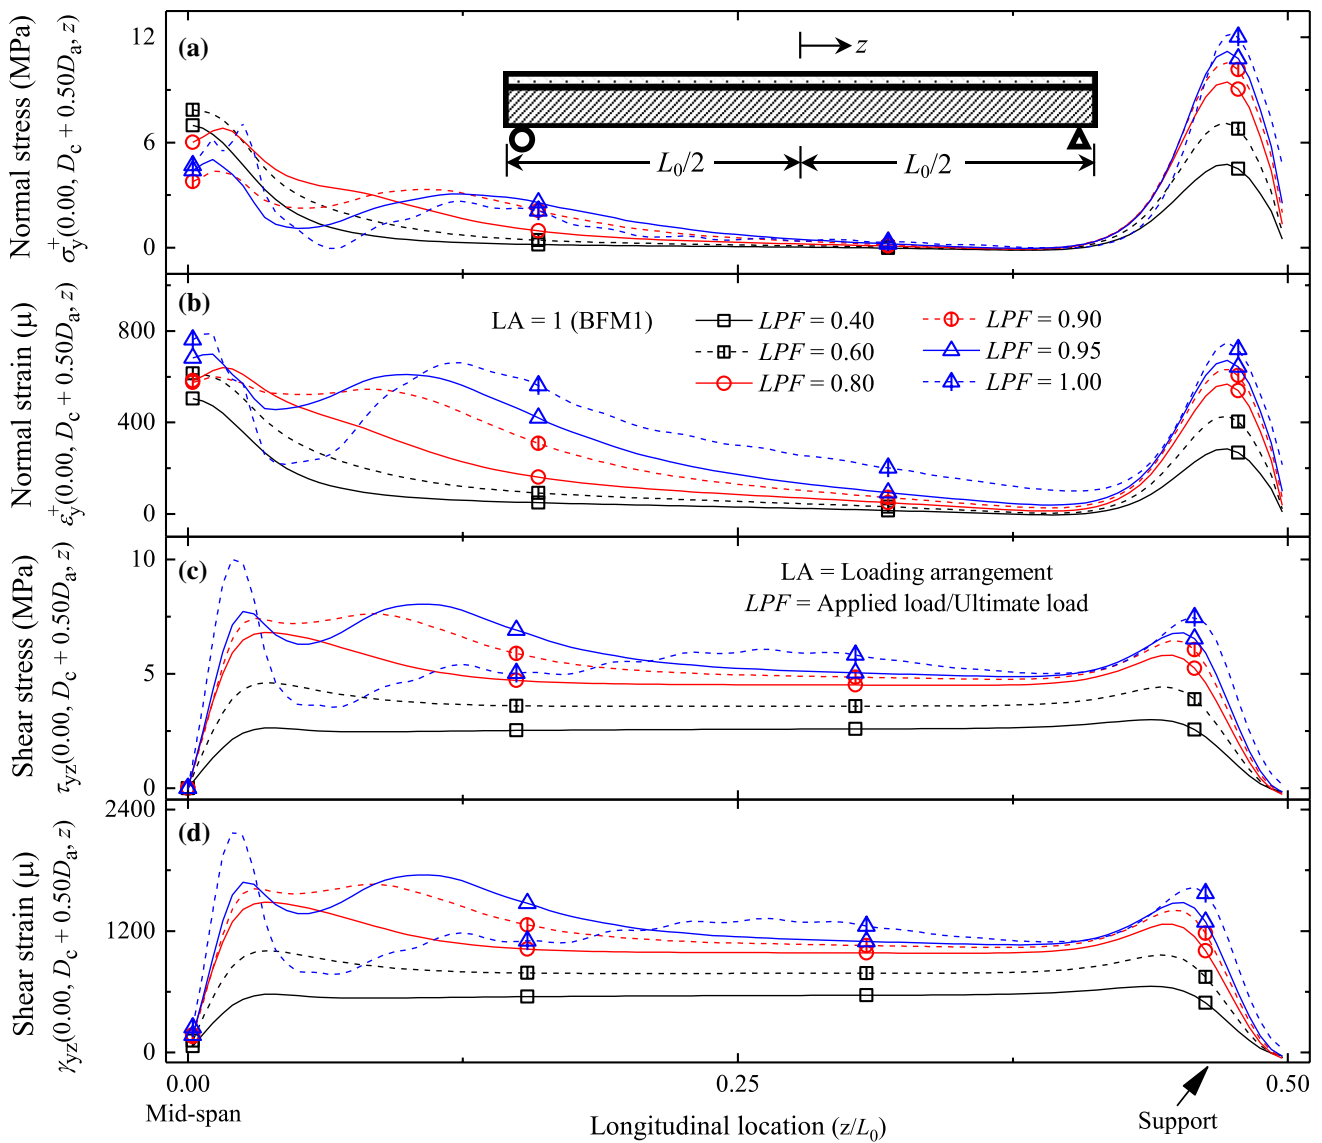 Normal stress (MPa)
σy+(0.00, Dc + 0.50Da, z)
12
6
0
(a)
z
L0/2
L0/2
Normal strain (μ)
εy+(0.00, Dc + 0.50Da, z)
800
400
0
(b)
LA = 1 (BFM1)
LPF = 0.40
LPF = 0.60
LPF = 0.80
LPF = 0.90
LPF = 0.95
LPF = 1.00
Shear stress (MPa)
τyz(0.00, Dc + 0.50Da, z)
10
5
0
(c)
LA = Loading arrangement
LPF = Applied load/Ultimate load
Shear strain (μ)
γyz(0.00, Dc + 0.50Da, z)
2400
1200
0
(d)
0.00
0.25
0.50
Mid-span
Support
Longitudinal location (z/L0)